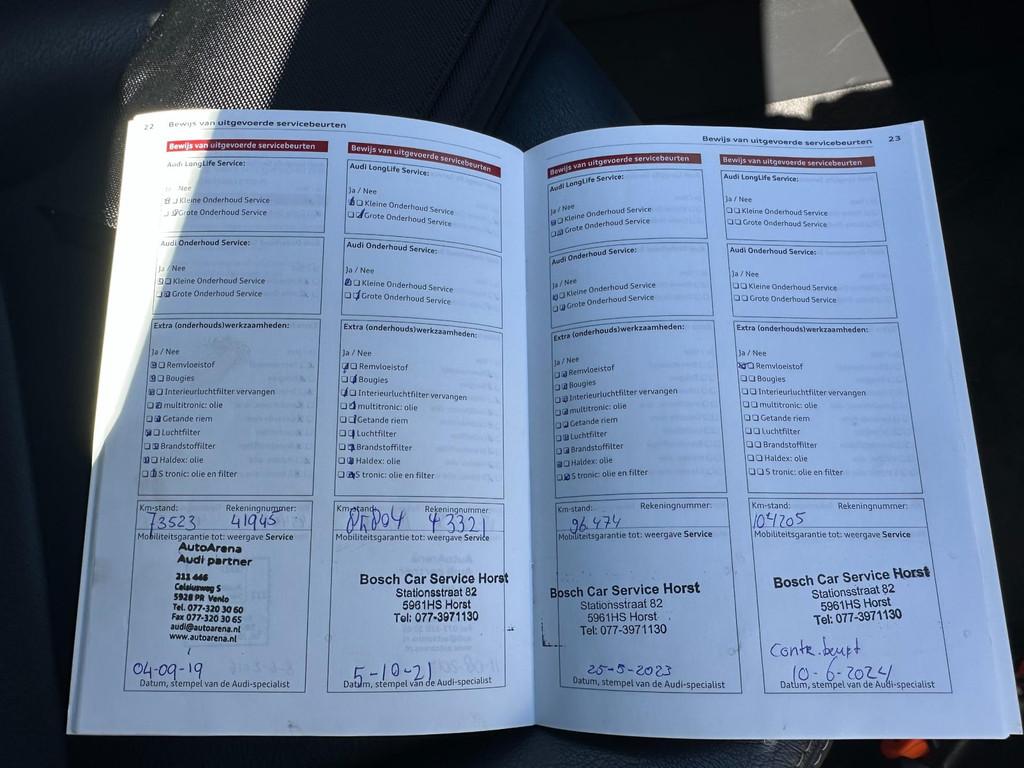 22 Bewijs van uitgevoerde servicebeurten
Bewijs van uitgevoerde servicebeurten
Audi LongLife Service:
Ja / Nee
Kleine Onderhoud Service
Grote Onderhoud Service
Audi Onderhoud Service:
Ja / Nee
Kleine Onderhoud Service
Grote Onderhoud Service
Extra (onderhouds)werkzaamheden:
Ja / Nee
Remvloeistof
Bougies
Interieurluchtfilter vervangen
multitronic: olie
Getande riem
Luchtfilter
Brandstoffilter
Haldex: olie
S tronic: olie en filter
Km-stand: Rekeningnummer:
73523 41945
Mobiliteitsgarantie tot: weergave Service
AutoArena
Audi partner
211 446
Celsiusweg 5
5928 PR Venlo
Tel. 077-320 30 60
Fax 077-320 30 65
audi@autoarena.nl
www.autoarena.nl
04-09-19
Datum, stempel van de Audi-specialist
Bewijs van uitgevoerde servicebeurten
Audi LongLife Service:
Ja / Nee
Kleine Onderhoud Service
Grote Onderhoud Service
Audi Onderhoud Service:
Ja / Nee
Kleine Onderhoud Service
Grote Onderhoud Service
Extra (onderhouds)werkzaamheden:
Ja / Nee
Remvloeistof
Bougies
Interieurluchtfilter vervangen
multitronic: olie
Getande riem
Luchtfilter
Brandstoffilter
Haldex: olie
S tronic: olie en filter
Km-stand: Rekeningnummer:
85804 43321
Mobiliteitsgarantie tot: weergave Service
Bosch Car Service Horst
Stationsstraat 82
5961HS Horst
Tel: 077-3971130
5-10-21
Datum, stempel van de Audi-specialist
Bewijs van uitgevoerde servicebeurten 23
Bewijs van uitgevoerde servicebeurten
Audi LongLife Service:
Ja / Nee
Kleine Onderhoud Service
Grote Onderhoud Service
Audi Onderhoud Service:
Ja / Nee
Kleine Onderhoud Service
Grote Onderhoud Service
Extra (onderhouds)werkzaamheden:
Ja / Nee
Remvloeistof
Bougies
Interieurluchtfilter vervangen
multitronic: olie
Getande riem
Luchtfilter
Brandstoffilter
Haldex: olie
S tronic: olie en filter
Km-stand: Rekeningnummer:
96.474
Mobiliteitsgarantie tot: weergave Service
Bosch Car Service Horst
Stationsstraat 82
5961HS Horst
Tel: 077-3971130
25-5-2023
Datum, stempel van de Audi-specialist
Bewijs van uitgevoerde servicebeurten
Audi LongLife Service:
Ja / Nee
Kleine Onderhoud Service
Grote Onderhoud Service
Audi Onderhoud Service:
Ja / Nee
Kleine Onderhoud Service
Grote Onderhoud Service
Extra (onderhouds)werkzaamheden:
Ja / Nee
Remvloeistof
Bougies
Interieurluchtfilter vervangen
multitronic: olie
Getande riem
Luchtfilter
Brandstoffilter
Haldex: olie
S tronic: olie en filter
Km-stand: Rekeningnummer:
104205
Mobiliteitsgarantie tot: weergave Service
Bosch Car Service Horst
Stationsstraat 82
5961HS Horst
Tel: 077-3971130
Contr. beurt
10-6-2024
Datum, stempel van de Audi-specialist